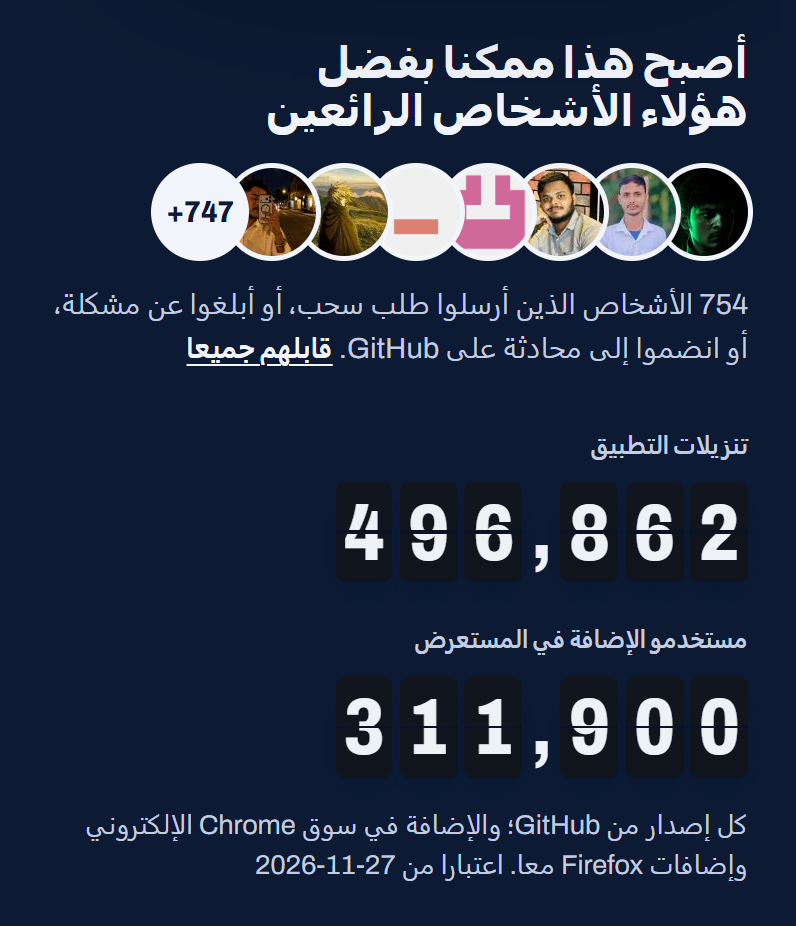 أصبح هذا ممكنا بفضل
هؤلاء الأشخاص الرائعين
+747
754 الأشخاص الذين أرسلوا طلب سحب، أو أبلغوا عن مشكلة،
أو انضموا إلى محادثة على GitHub. قابلهم جميعا
تنزيلات التطبيق
496,862
مستخدمو الإضافة في المستعرض
311,900
كل إصدار من GitHub؛ والإضافة في سوق Chrome الإلكتروني
وإضافات Firefox معا. اعتبارا من 27-11-2026